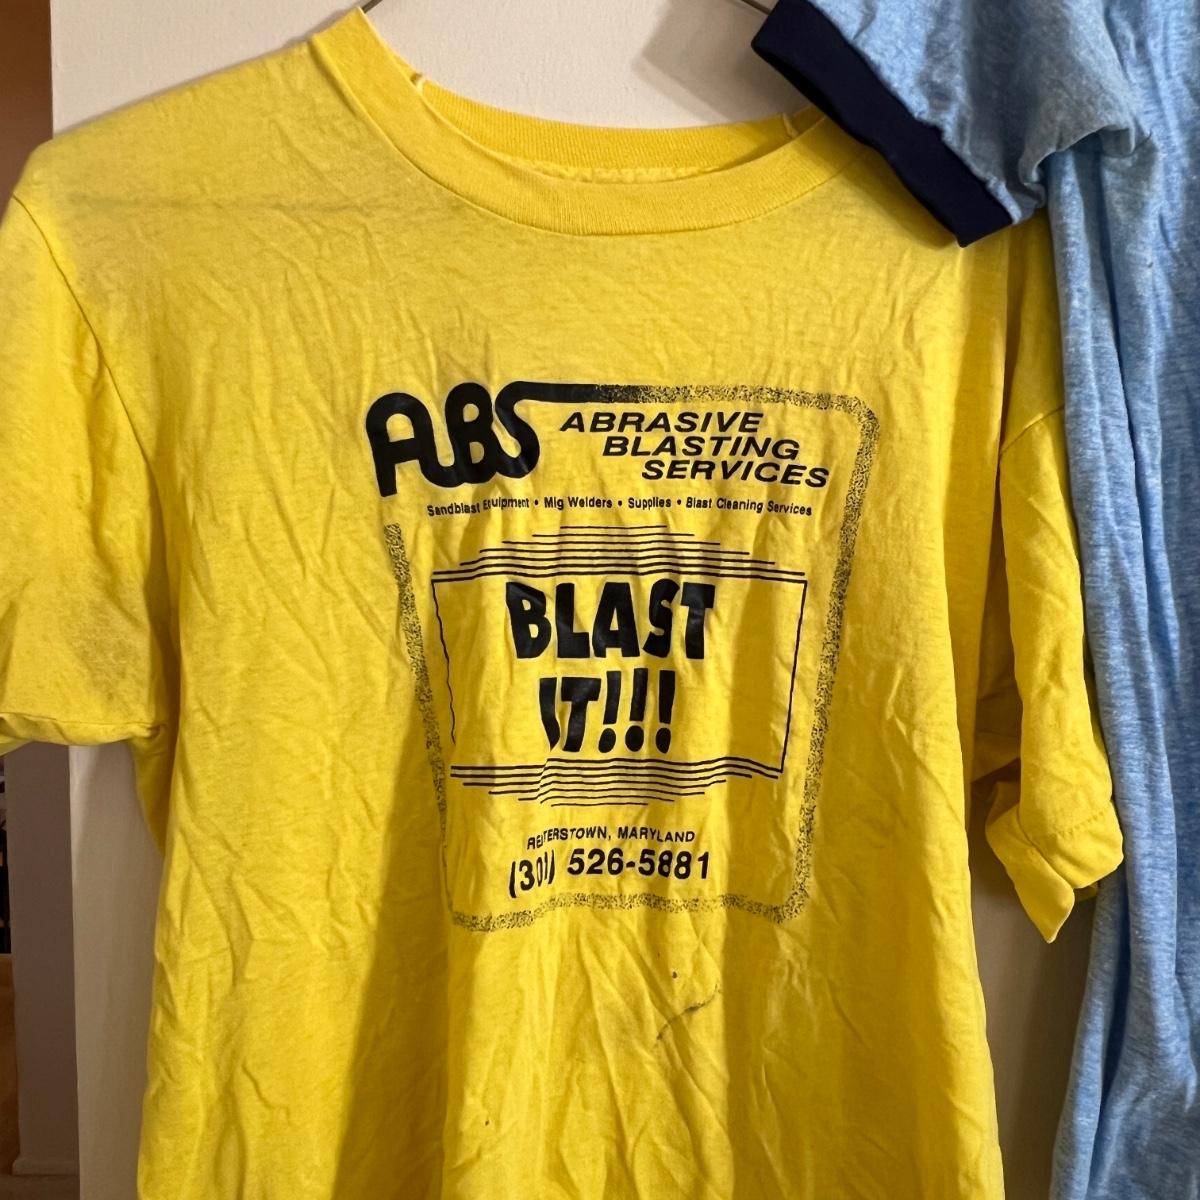 ABS
ABRASIVE
BLASTING
SERVICES
Sandblast Equipment • Mig Welders • Supplies • Blast Cleaning Services
BLAST
IT!!!
REISTERSTOWN, MARYLAND
(301) 526-5881